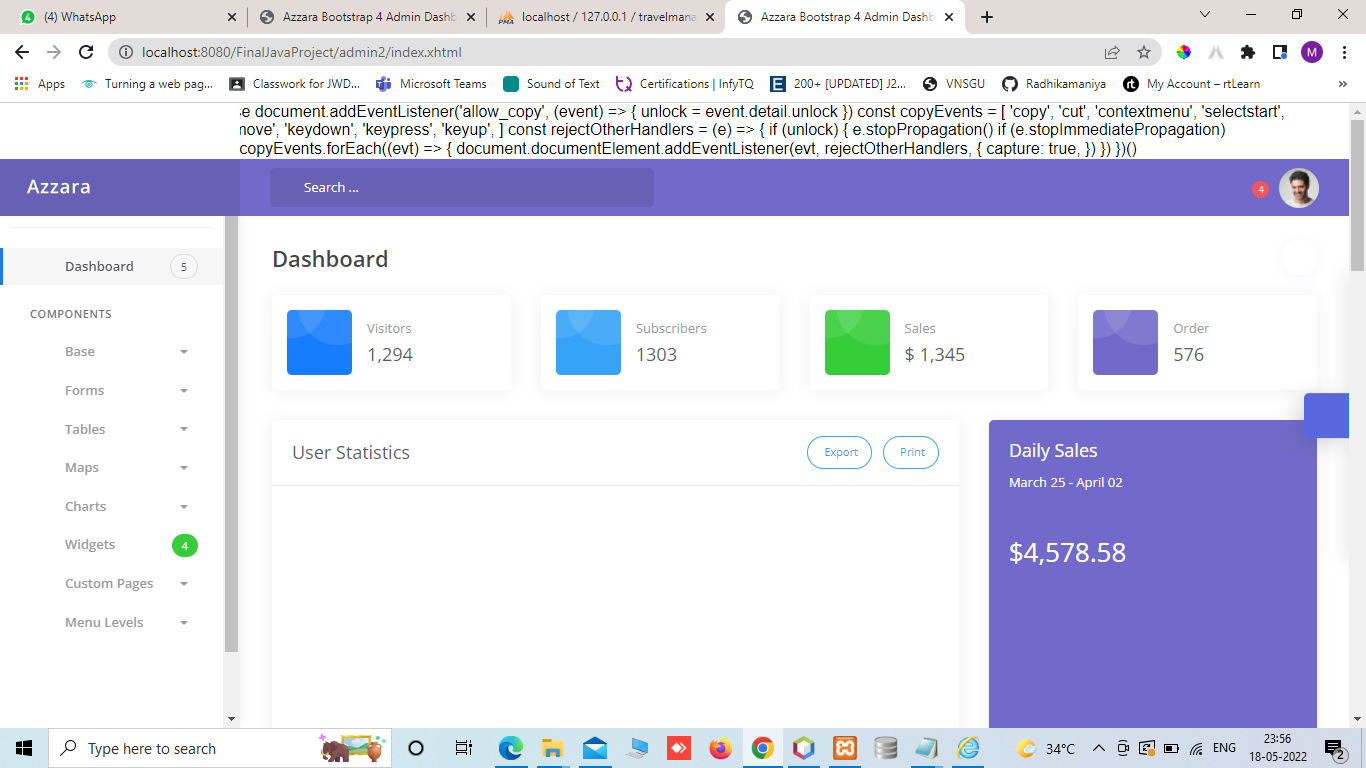 4
(4) WhatsApp
Azzara Bootstrap 4 Admin Dashb
PMA
localhost / 127.0.0.1 / travelmana
Azzara Bootstrap 4 Admin Dashb
localhost:8080/FinalJavaProject/admin2/index.xhtml
M
Apps
Turning a web pag...
Classwork for JWD...
Microsoft Teams
Sound of Text
Certifications | InfyTQ
E
200+ [UPDATED] J2...
VNSGU
Radhikamaniya
rt
My Account – rtLearn
»
e document.addEventListener('allow_copy', (event) => { unlock = event.detail.unlock }) const copyEvents = [ 'copy', 'cut', 'contextmenu', 'selectstart',
nove', 'keydown', 'keypress', 'keyup', ] const rejectOtherHandlers = (e) => { if (unlock) { e.stopPropagation() if (e.stopImmediatePropagation)
copyEvents.forEach((evt) => { document.documentElement.addEventListener(evt, rejectOtherHandlers, { capture: true, }) }) })()
Azzara
Search ...
4
Dashboard
5
COMPONENTS
Base
Forms
Tables
Maps
Charts
Widgets
4
Custom Pages
Menu Levels
Dashboard
Visitors
1,294
Subscribers
1303
Sales
$ 1,345
Order
576
User Statistics
Export
Print
Daily Sales
March 25 - April 02
$4,578.58
Type here to search
34°C
ENG
23:56
18-05-2022
2